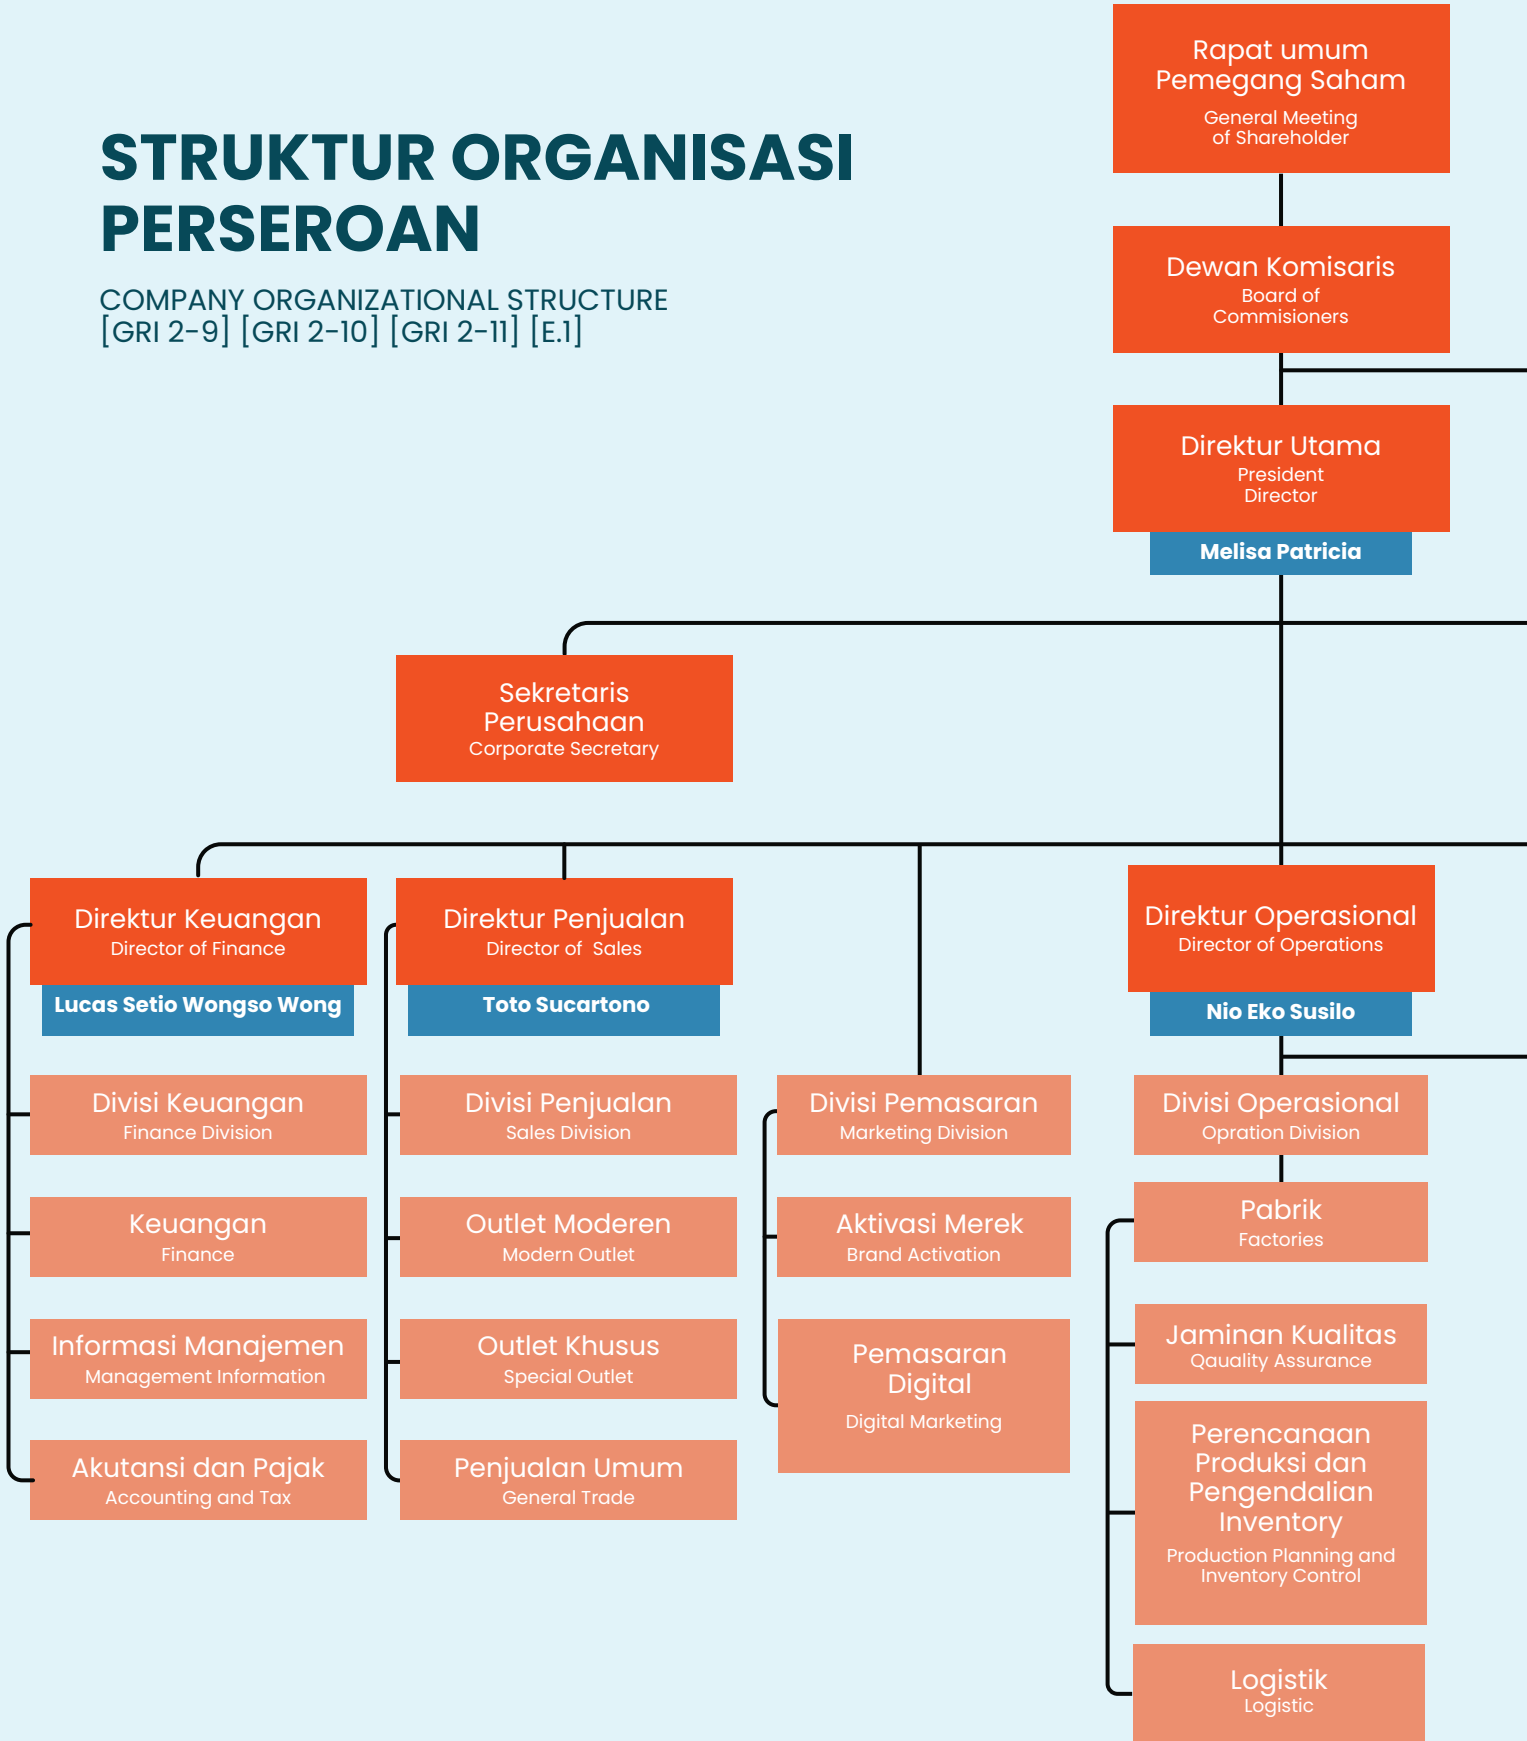 STRUKTUR ORGANISASI
PERSEROAN
COMPANY ORGANIZATIONAL STRUCTURE
[GRI 2-9] [GRI 2-10] [GRI 2-11] [E.1]
Rapat umum
Pemegang Saham
General Meeting
of Shareholder
Dewan Komisaris
Board of
Commisioners
Direktur Utama
President
Director
Melisa Patricia
Sekretaris
Perusahaan
Corporate Secretary
Direktur Keuangan
Director of Finance
Lucas Setio Wongso Wong
Divisi Keuangan
Finance Division
Keuangan
Finance
Informasi Manajemen
Management Information
Akutansi dan Pajak
Accounting and Tax
Direktur Penjualan
Director of Sales
Toto Sucartono
Divisi Penjualan
Sales Division
Outlet Moderen
Modern Outlet
Outlet Khusus
Special Outlet
Penjualan Umum
General Trade
Divisi Pemasaran
Marketing Division
Aktivasi Merek
Brand Activation
Pemasaran
Digital
Digital Marketing
Direktur Operasional
Director of Operations
Nio Eko Susilo
Divisi Operasional
Opration Division
Pabrik
Factories
Jaminan Kualitas
Qauality Assurance
Perencanaan
Produksi dan
Pengendalian
Inventory
Production Planning and
Inventory Control
Logistik
Logistic